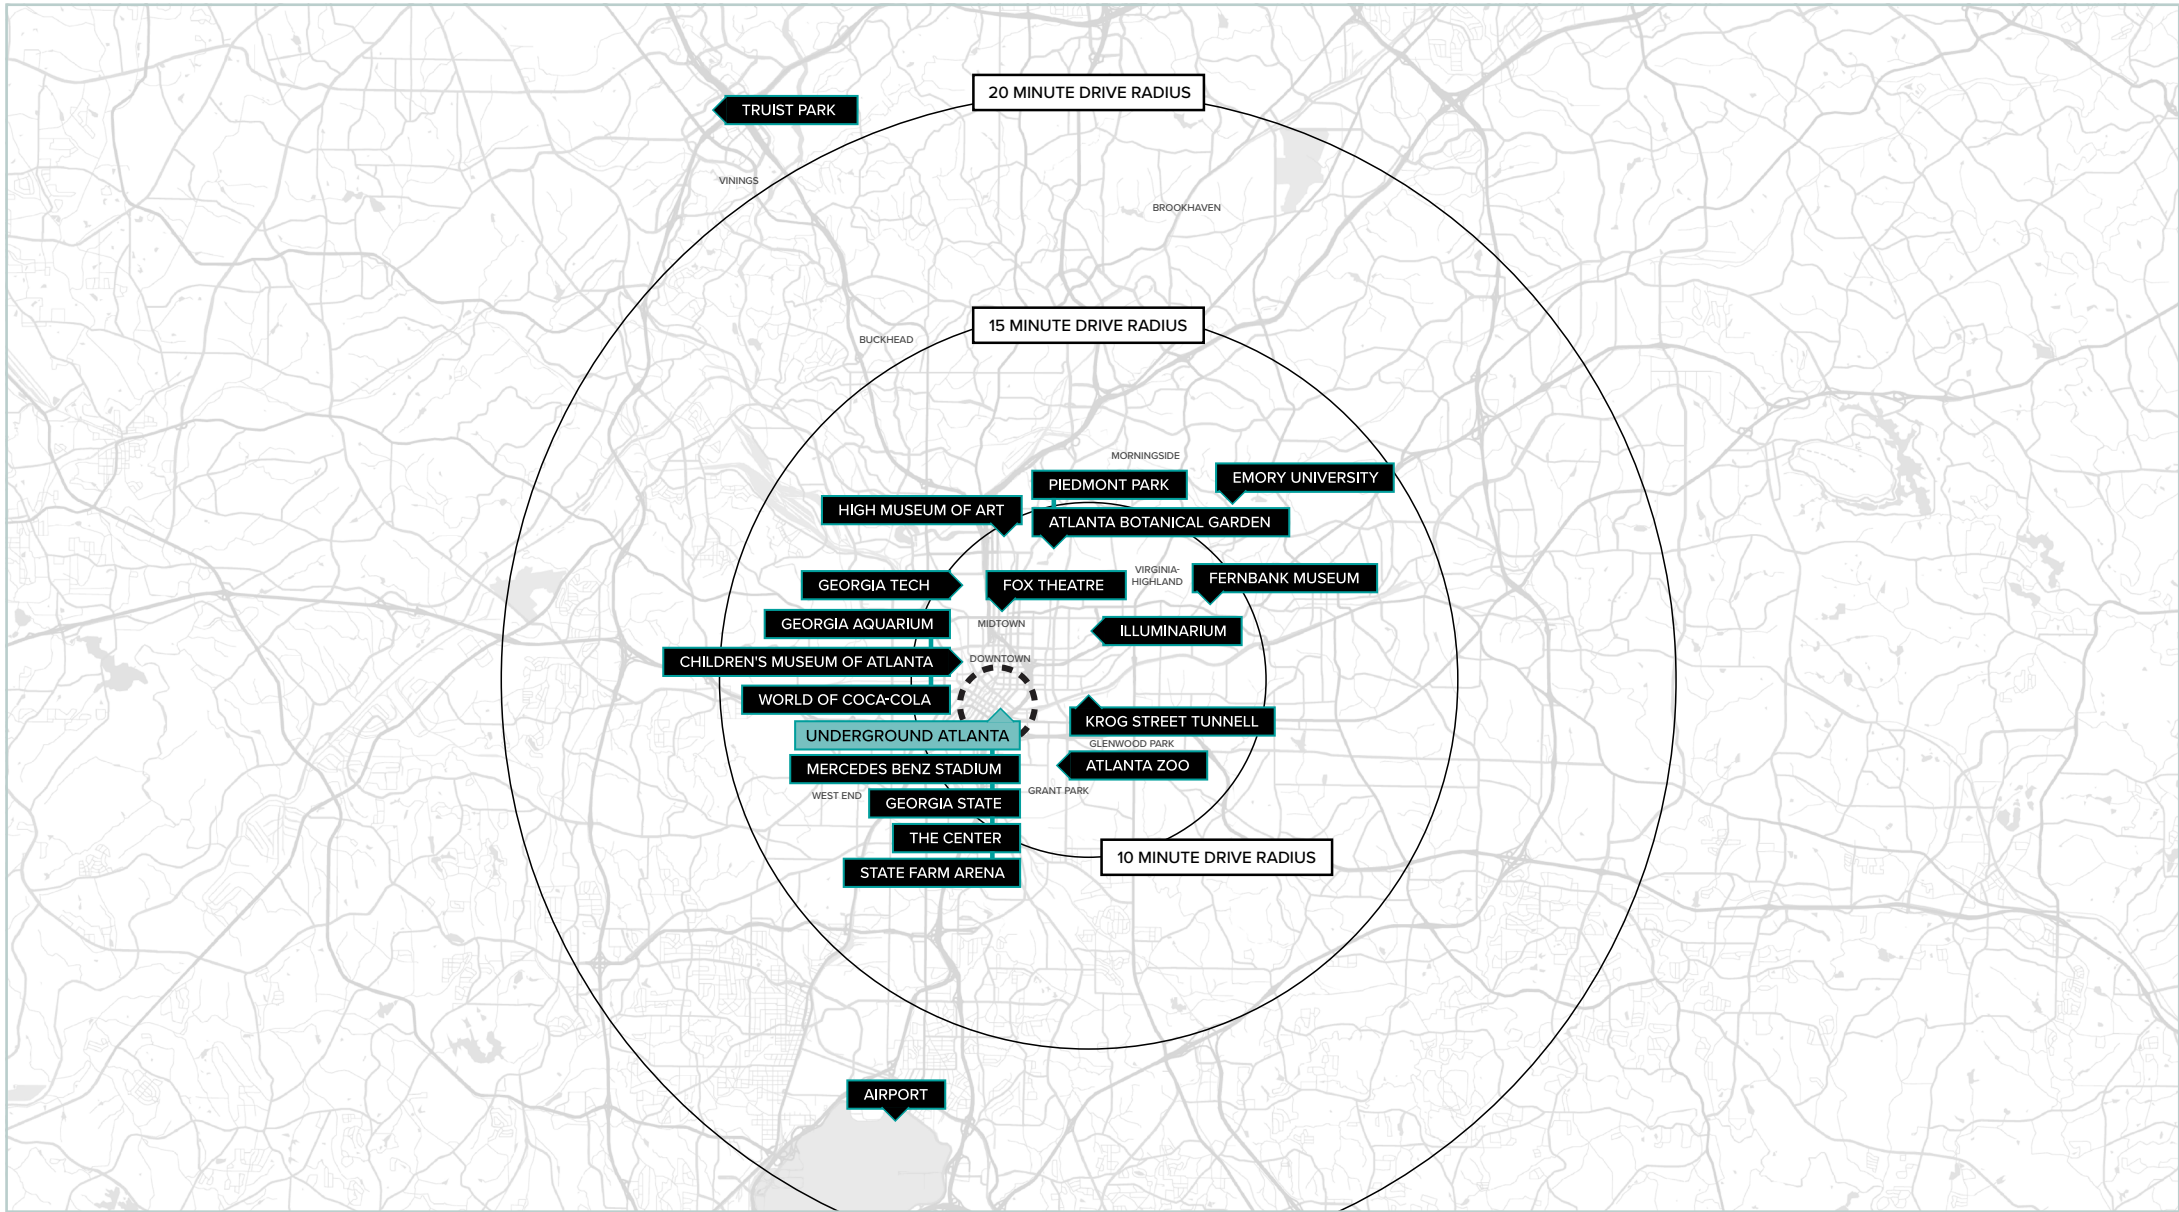 20 MINUTE DRIVE RADIUS
TRUIST PARK
VININGS
BROOKHAVEN
15 MINUTE DRIVE RADIUS
BUCKHEAD
MORNINGSIDE
EMORY UNIVERSITY
PIEDMONT PARK
HIGH MUSEUM OF ART
ATLANTA BOTANICAL GARDEN
GEORGIA TECH
FOX THEATRE
VIRGINIA-
HIGHLAND
FERNBANK MUSEUM
GEORGIA AQUARIUM
MIDTOWN
ILLUMINARIUM
CHILDREN'S MUSEUM OF ATLANTA
DOWNTOWN
WORLD OF COCA-COLA
KROG STREET TUNNELL
UNDERGROUND ATLANTA
GLENWOOD PARK
MERCEDES BENZ STADIUM
ATLANTA ZOO
WEST END
GRANT PARK
GEORGIA STATE
THE CENTER
10 MINUTE DRIVE RADIUS
STATE FARM ARENA
AIRPORT